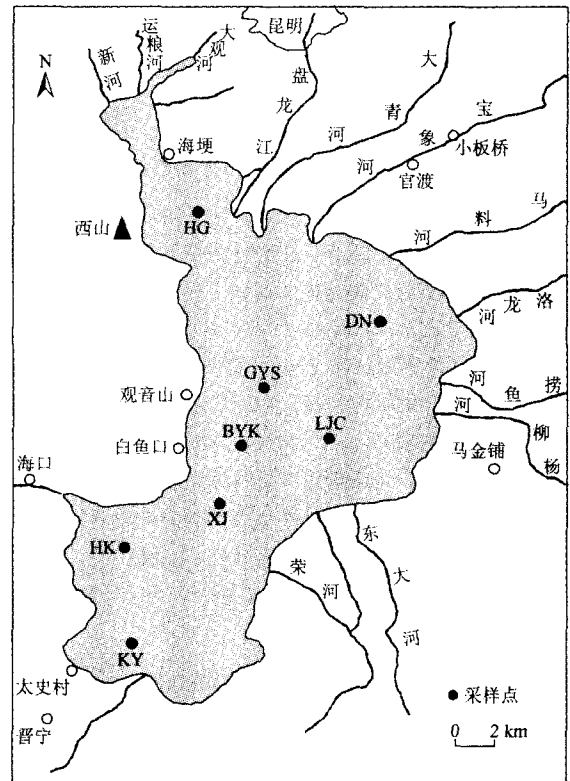 昆明
新河
运粮河
大观河
盘龙江
大青河
宝象河
小板桥
官渡
N
海埂
西山
HG
马料河
DN
洛龙河
GYS
观音山
捞鱼河
BYK
LJC
白鱼口
杨柳河
马金铺
海口
XJ
HK
东大河
荣河
KY
太史村
晋宁
采样点
0 2 km